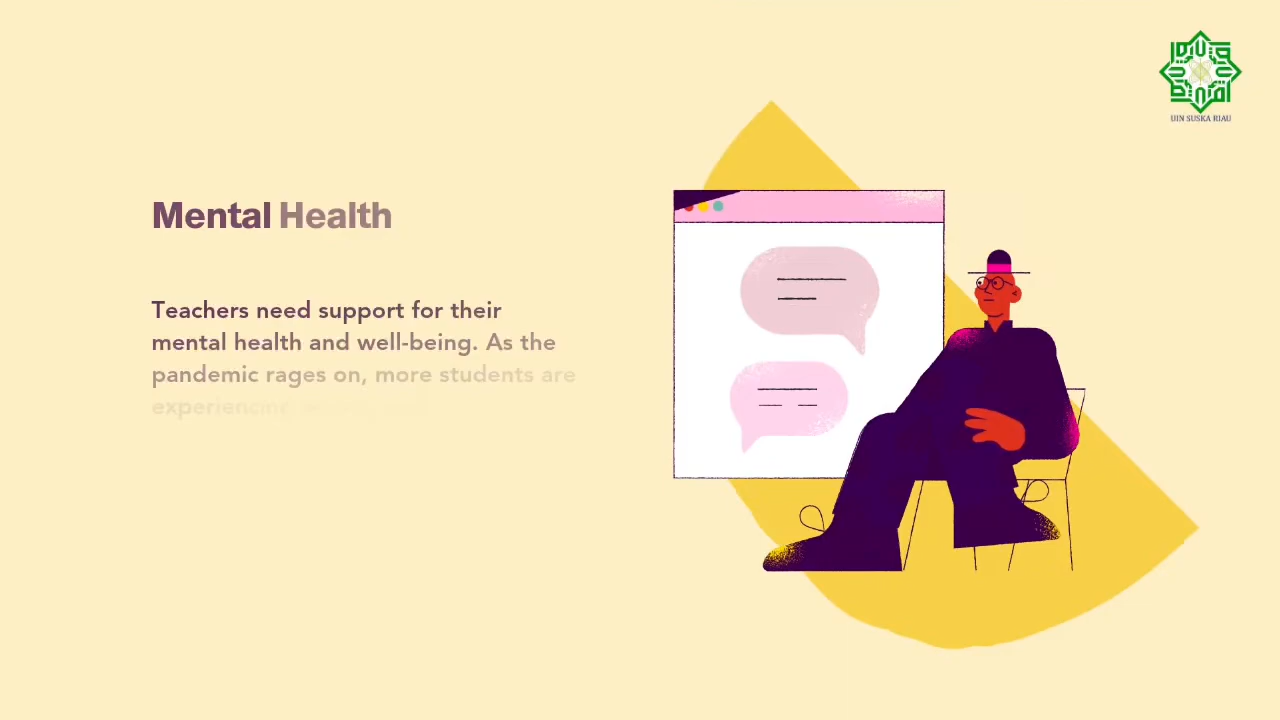 UIN SUSKA RIAU
Mental Health
Teachers need support for their
mental health and well-being. As the
pandemic rages on, more students are
experiencing